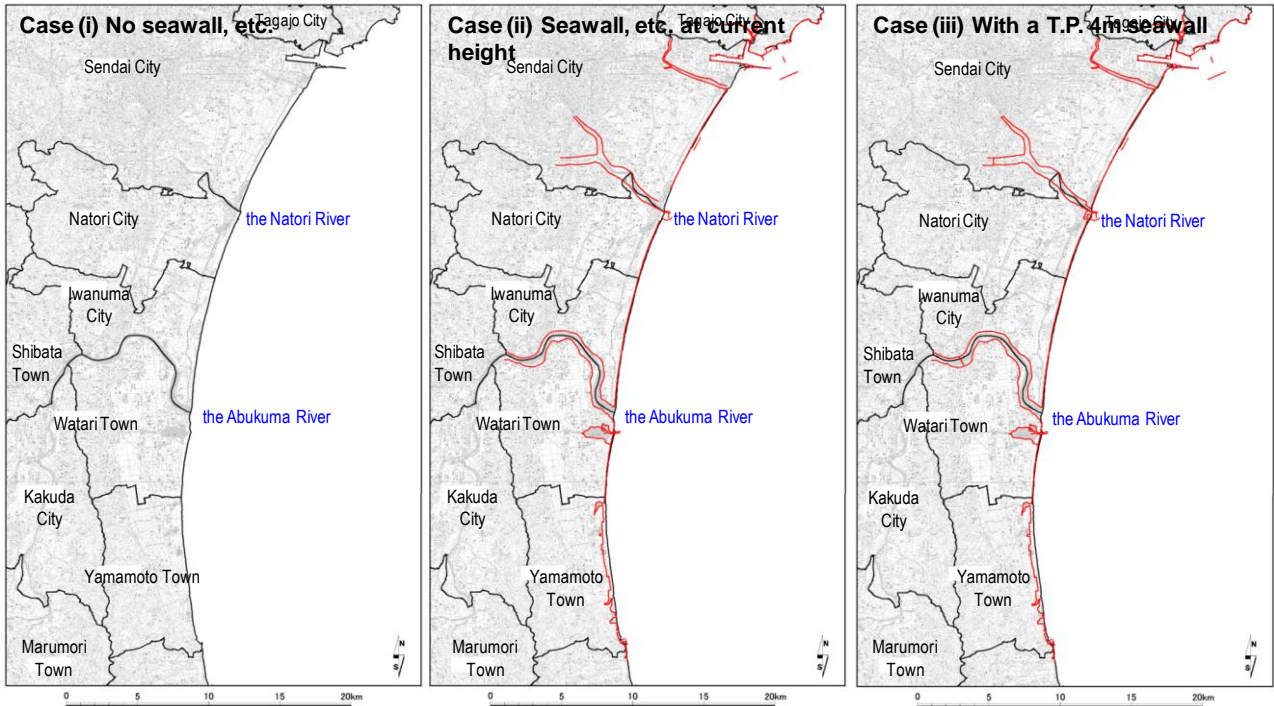 Case (i) No seawall, etc.
Tagajo City
Sendai City
Natori City
the Natori River
Iwanuma
City
Shibata
Town
the Abukuma River
Watari Town
Kakuda
City
Yamamoto Town
Marumori
Town
N
S
0 5 10 20km
Case (ii) Seawall, etc. at current
height
Tagajo City
Sendai City
Natori City
the Natori River
Iwanuma
City
Shibata
Town
the Abukuma River
Watari Town
Kakuda
City
Yamamoto
Town
Marumori
Town
N
S
0 5 10 20km
Case (iii) With a T.P. 4m seawall
Tagajo City
Sendai City
Natori City
the Natori River
Iwanuma
City
Shibata
Town
the Abukuma River
Watari Town
Kakuda
City
Yamamoto
Town
Marumori
Town
N
S
0 5 10 20km